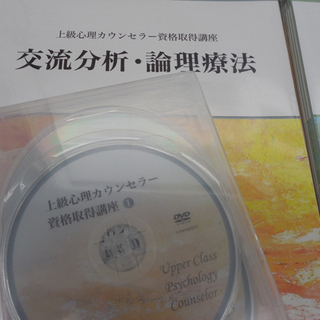 上級心理カウンセラー資格取得講座
交流分析・論理療法
上級心理カウンセラー
資格取得講座 1
DVD
Upper Class
Psychology
Counselor